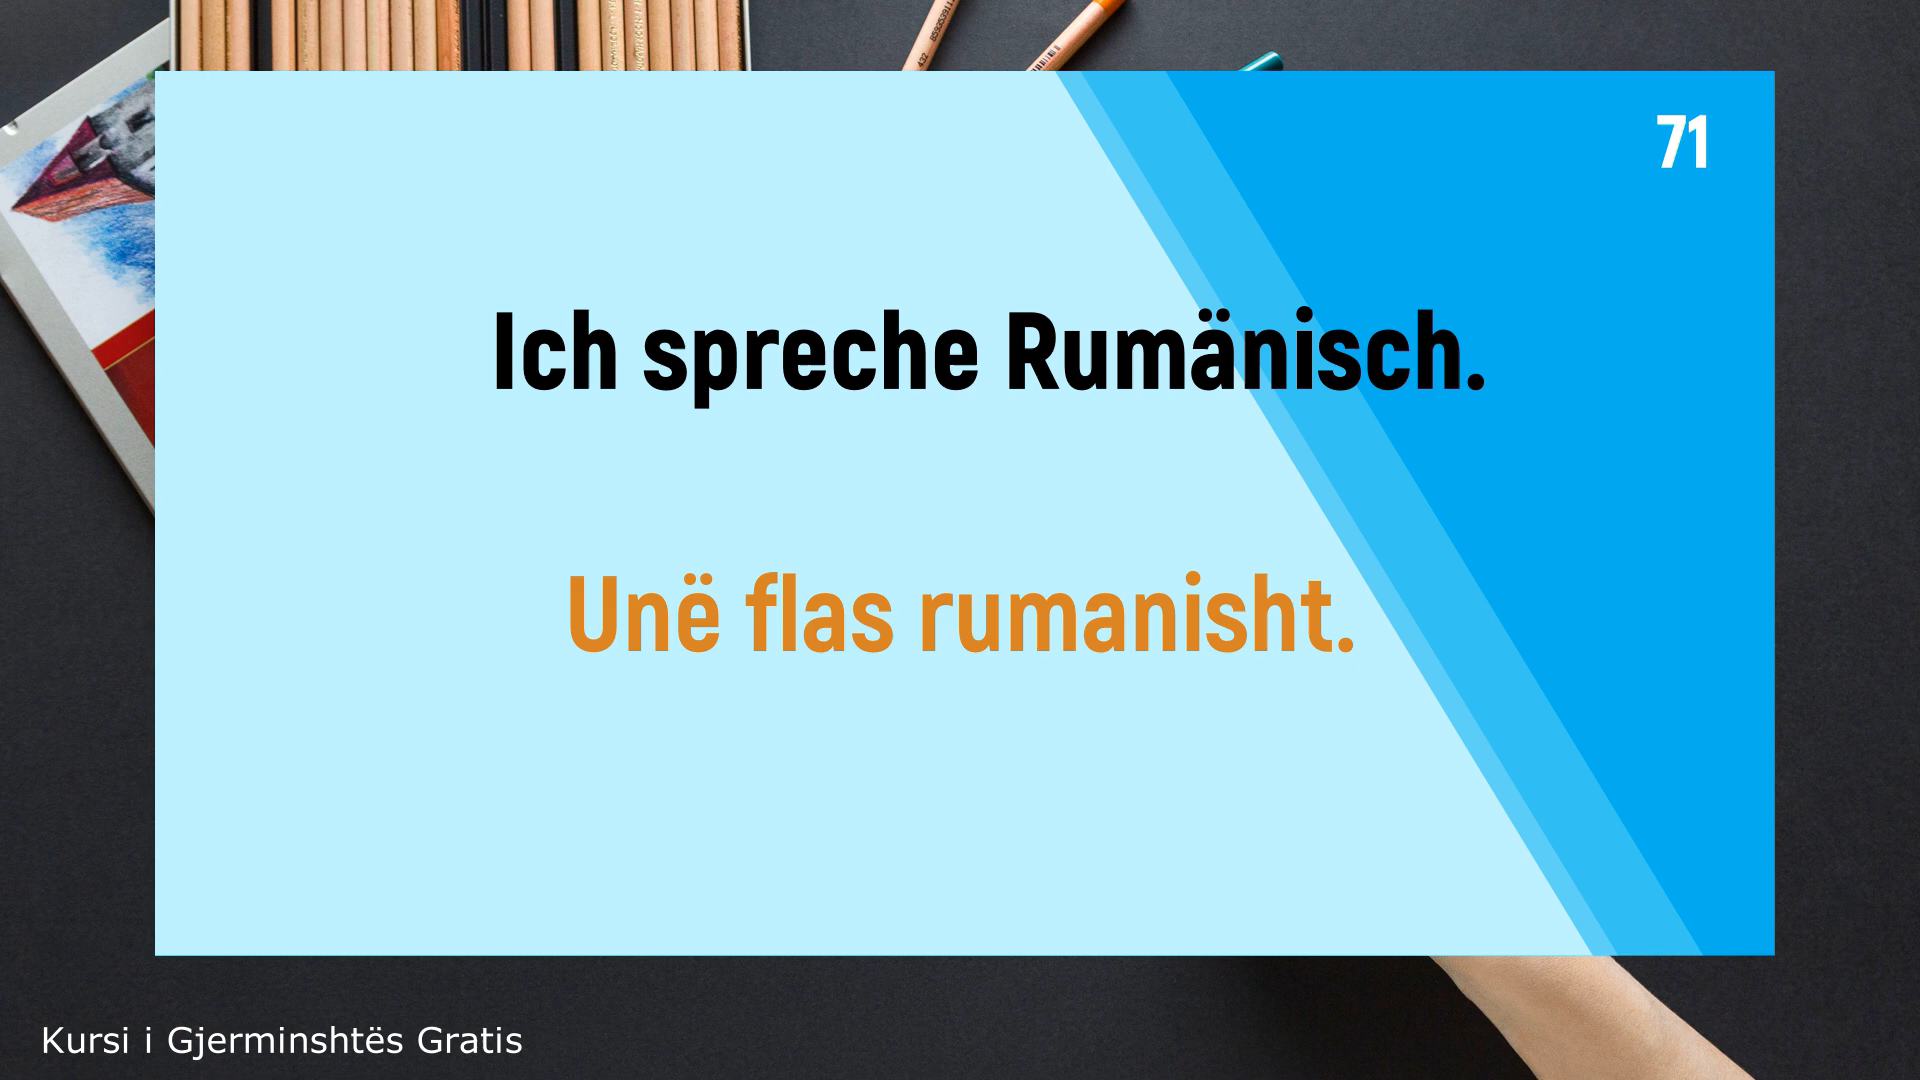 71
Ich spreche Rumänisch.
Unë flas rumanisht.
Kursi i Gjerminshtës Gratis